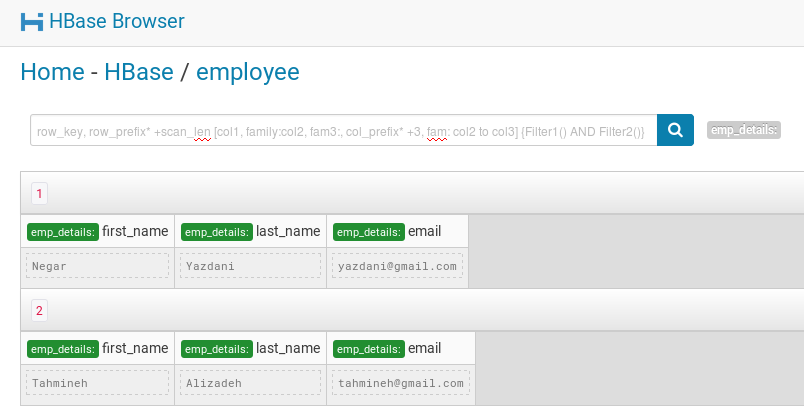 HBase Browser
Home - HBase / employee
row_key, row_prefix* +scan_len [col1, family:col2, fam3:, col_prefix* +3, fam: col2 to col3] {Filter1() AND Filter2()}
emp_details:
1
emp_details: first_name emp_details: last_name emp_details: email
Negar Yazdani yazdani@gmail.com
2
emp_details: first_name emp_details: last_name emp_details: email
Tahmineh Alizadeh tahmineh@gmail.com